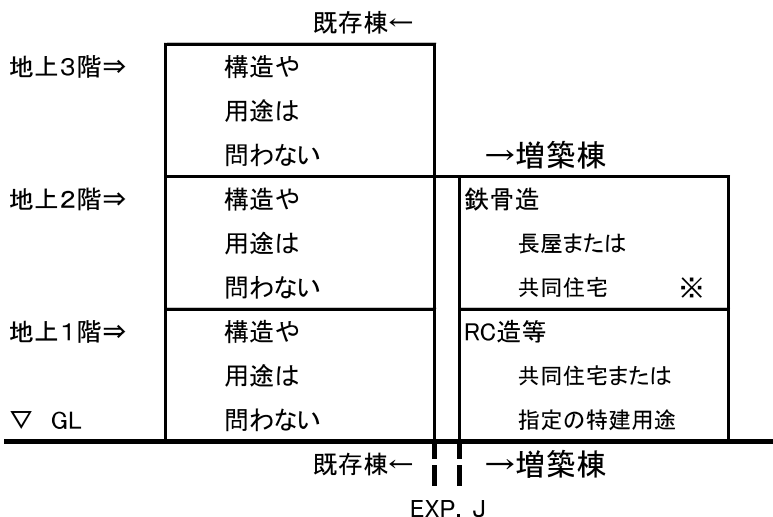 既存棟←
地上3階⇒
構造や
用途は
問わない
→増築棟
地上2階⇒
構造や
用途は
問わない
鉄骨造
長屋または
共同住宅 ※
地上1階⇒
構造や
用途は
問わない
RC造等
共同住宅または
指定の特建用途
▽ GL
既存棟←
→増築棟
EXP. J